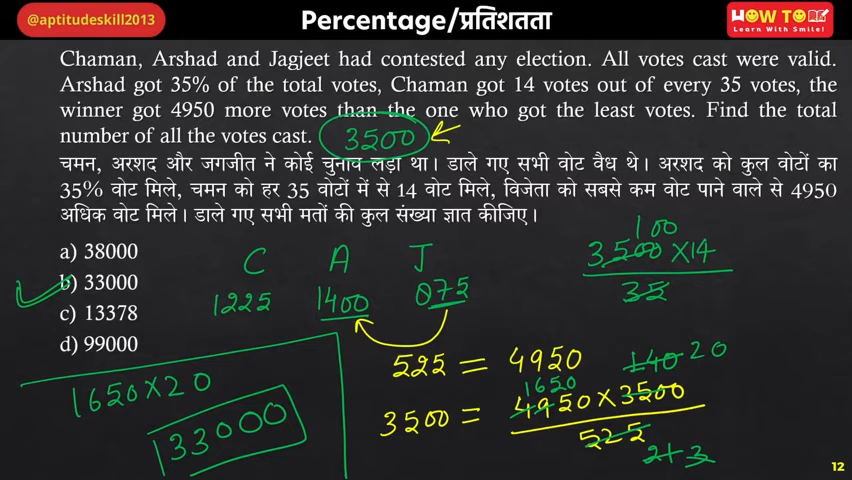 @aptitudeskill2013
Percentage/प्रतिशतता
HOW TO
Learn With Smile!
Chaman, Arshad and Jagjeet had contested any election. All votes cast were valid.
Arshad got 35% of the total votes, Chaman got 14 votes out of every 35 votes, the
winner got 4950 more votes than the one who got the least votes. Find the total
number of all the votes cast. 3500
चमन, अरशद और जगजीत ने कोई चुनाव लड़ा था। डाले गए सभी वोट वैध थे। अरशद को कुल वोटों का
35% वोट मिले, चमन को हर 35 वोटों में से 14 वोट मिले, विजेता को सबसे कम वोट पाने वाले से 4950
अधिक वोट मिले। डाले गए सभी मतों की कुल संख्या ज्ञात कीजिए।
a) 38000
b) 33000
c) 13378
d) 99000
C A J
1225 1400 875
100
3500 ×14
35
525 = 4950
140 20
1650
3500 = 4950 × 3500
525
21 3
1650 × 20
33000
12